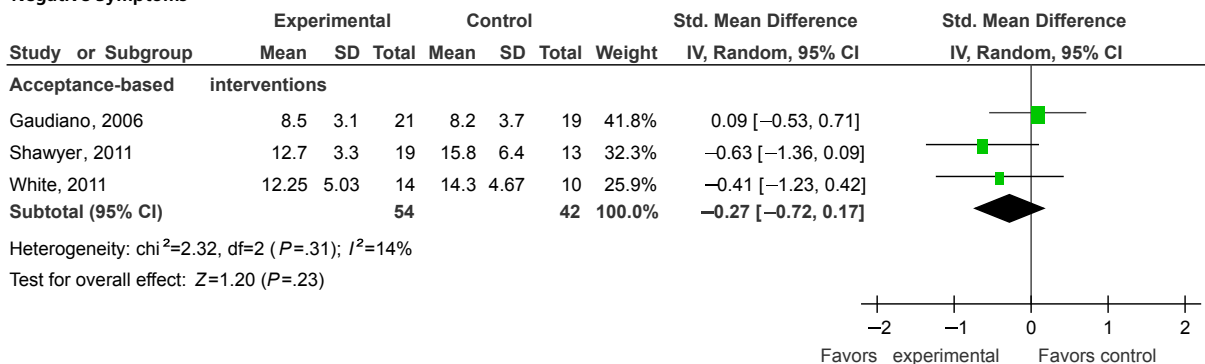 Negative symptoms
Experimental Control Std. Mean Difference Std. Mean Difference
Study or Subgroup Mean SD Total Mean SD Total Weight IV, Random, 95% CI IV, Random, 95% CI
Acceptance-based interventions
Gaudiano, 2006 8.5 3.1 21 8.2 3.7 19 41.8% 0.09 [−0.53, 0.71]
Shawyer, 2011 12.7 3.3 19 15.8 6.4 13 32.3% −0.63 [−1.36, 0.09]
White, 2011 12.25 5.03 14 14.3 4.67 10 25.9% −0.41 [−1.23, 0.42]
Subtotal (95% CI) 54 42 100.0% −0.27 [−0.72, 0.17]
Heterogeneity: chi²=2.32, df=2 (P=.31); I²=14%
Test for overall effect: Z=1.20 (P=.23)
−2 −1 0 1 2
Favors experimental Favors control